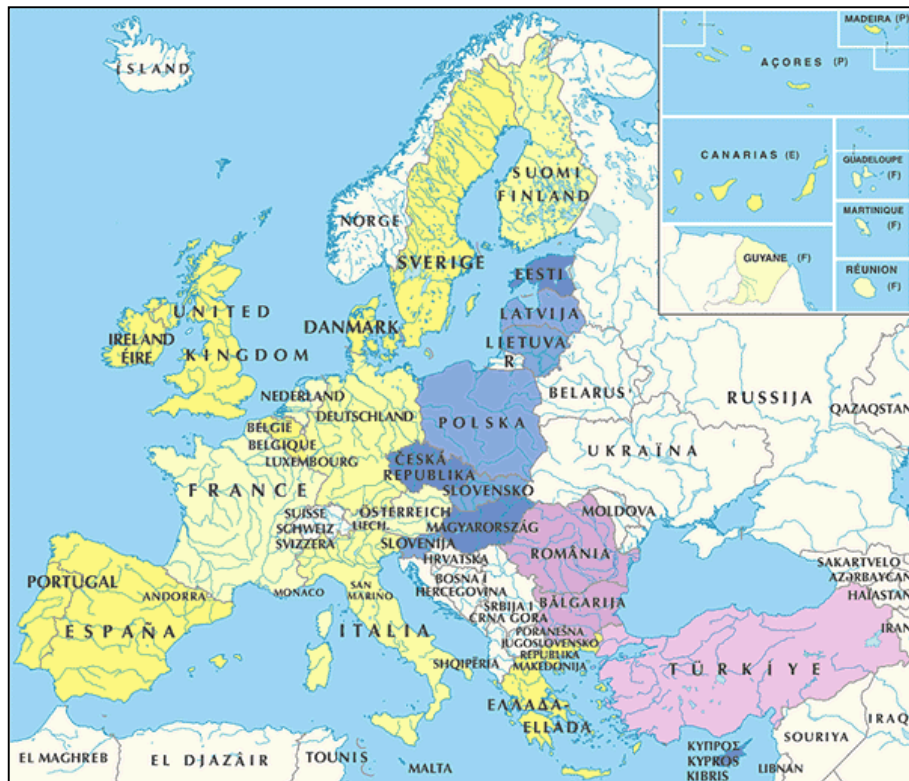 ÍSLAND
MADEIRA (P)
AÇORES (P)
CANARIAS (E)
GUADELOUPE
(F)
MARTINIQUE
(F)
GUYANE (F)
RÉUNION
(F)
SUOMI
FINLAND
NORGE
SVERIGE
EESTI
LATVIJA
LIETUVA
R
UNITED
KINGDOM
IRELAND
ÉIRE
DANMARK
NEDERLAND
DEUTSCHLAND
BELGIË
BELGIQUE
LUXEMBOURG
POLSKA
BELARUS'
RUSSIJA
QAZAQSTAN
UKRAÏNA
ČESKÁ
REPUBLIKA
SLOVENSKO
FRANCE
SUISSE
SCHWEIZ
SVIZZERA
ÖSTERREICH
LIECH.
MAGYARORSZÁG
SLOVENIJA
HRVATSKA
MOLDOVA
ROMÂNIA
BOSNA I
HERCEGOVINA
SRBIJA I
CRNA GORA
BĂLGARIJA
PORANEŠNA
JUGOSLOVENSKO
REPUBLIKA
MAKEDONIJA
SAKARTVELO
AZƏRBAYCAN
HAÏASTAN
IRAN
PORTUGAL
ESPAÑA
ANDORRA
MONACO
SAN
MARINO
ITALIA
SHQIPËRIA
ΕΛΛΑΔΑ-
ELLADA
TÜRKİYE
EL MAGHREB
EL DJAZÂIR
TOUNIS
MALTA
ΚΥΠΡΟΣ
KYPROS
KIBRIS
LIBNAN
SOURIYA
IRAQ